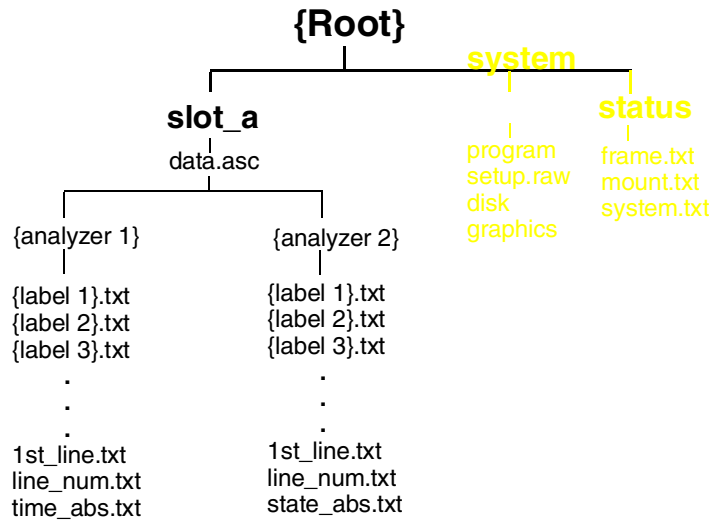 {Root}
system
slot_a
status
data.asc
program
setup.raw
disk
graphics
frame.txt
mount.txt
system.txt
{analyzer 1}
{analyzer 2}
{label 1}.txt
{label 2}.txt
{label 3}.txt
.
.
.
1st_line.txt
line_num.txt
time_abs.txt
{label 1}.txt
{label 2}.txt
{label 3}.txt
.
.
.
1st_line.txt
line_num.txt
state_abs.txt